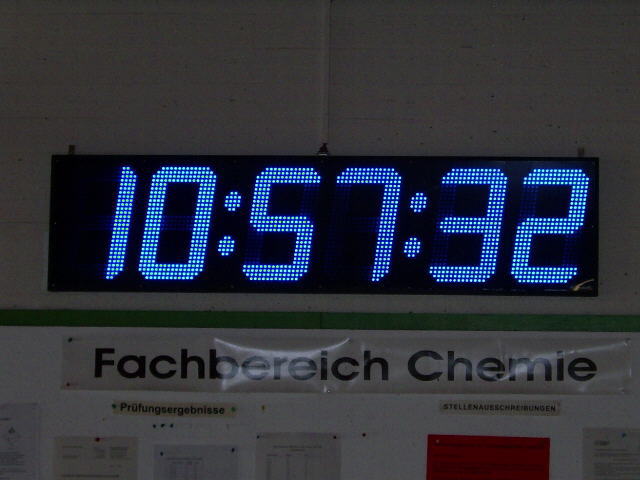 10:57:32
Fachbereich Chemie
Prüfungsergebnisse
STELLENAUSSCHREIBUNGEN